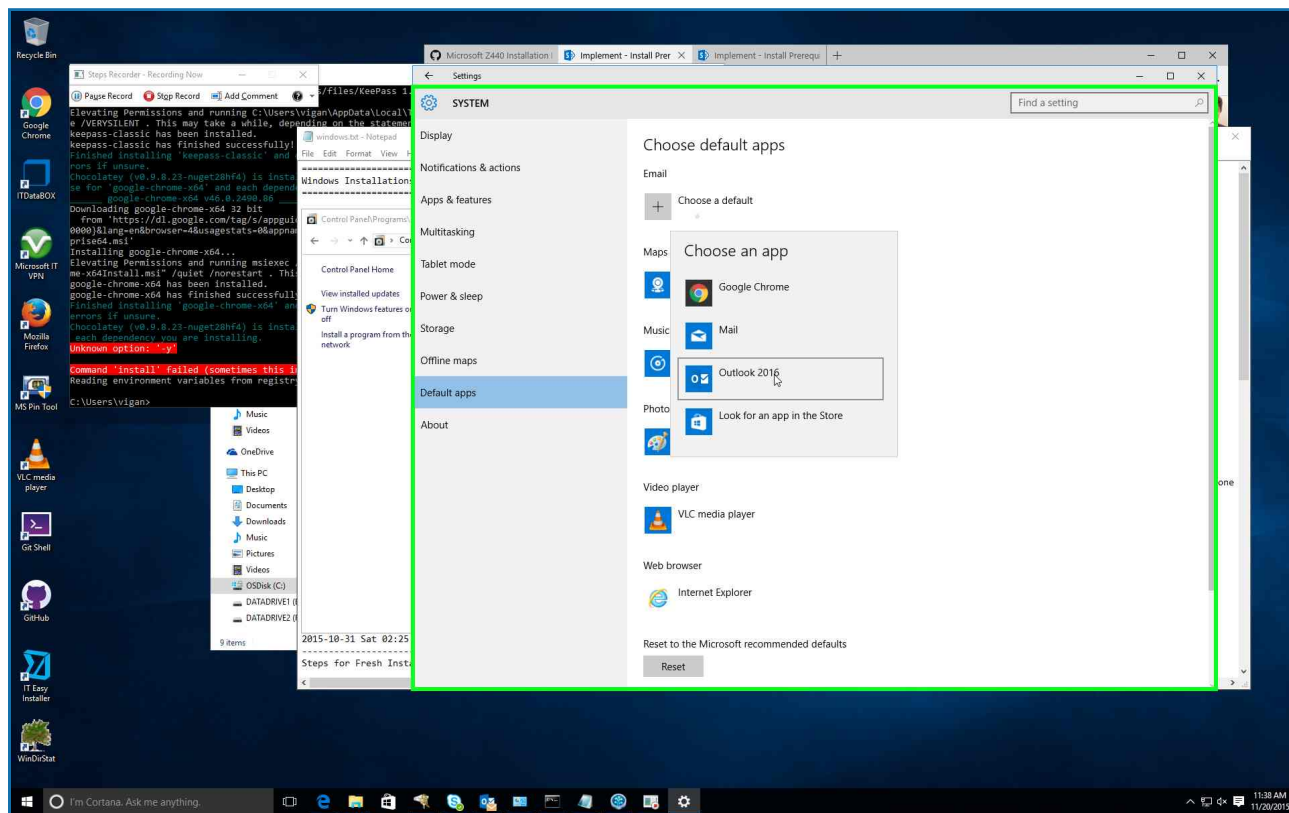 Recycle Bin
Google
Chrome
ITDataBOX
Microsoft IT
VPN
Mozilla
Firefox
MS Pin Tool
VLC media
player
Git Shell
GitHub
IT Easy
Installer
WinDirStat
Steps Recorder - Recording Now
Pause Record
Stop Record
Add Comment
/files/KeePass 1.
Elevating Permissions and running C:\Users\vigan\AppData\Local\T
e /VERYSILENT . This may take a while, depending on the statemen
keepass-classic has been installed.
keepass-classic has finished successfully!
Finished installing 'keepass-classic' and
rors if unsure.
Chocolatey (v0.9.8.23-nuget28hf4) is insta
se for 'google-chrome-x64' and each depend
google-chrome-x64 v46.0.2490.86
Downloading google-chrome-x64 32 bit
from 'https://dl.google.com/tag/s/appgui
0000}&lang=en&browser=4&usagestats=0&appnam
prise64.msi'
Installing google-chrome-x64...
Elevating Permissions and running msiexec
me-x64Install.msi" /quiet /norestart . Thi
google-chrome-x64 has been installed.
google-chrome-x64 has finished successfull
Finished installing 'google-chrome-x64' an
errors if unsure.
Chocolatey (v0.9.8.23-nuget28hf4) is insta
each dependency you are installing.
Unknown option: '-y'
Command 'install' failed (sometimes this i
Reading environment variables from registr
C:\Users\vigan>
windows.txt - Notepad
File Edit Format View H
Windows Installation
Control Panel\Programs\
Co
Control Panel Home
View installed updates
Turn Windows features o
off
Install a program from th
network
Music
Videos
OneDrive
This PC
Desktop
Documents
Downloads
Music
Pictures
Videos
OSDisk (C:)
DATADRIVE1 (
DATADRIVE2 (
9 items
2015-10-31 Sat 02:25
Steps for Fresh Inst
Microsoft Z440 Installation
Implement - Install Prer
Implement - Install Prerequ
Settings
SYSTEM
Find a setting
Display
Notifications & actions
Apps & features
Multitasking
Tablet mode
Power & sleep
Storage
Offline maps
Default apps
About
Choose default apps
Email
Choose a default
Maps
Music
Photo
Choose an app
Google Chrome
Mail
Outlook 2016
Look for an app in the Store
Video player
VLC media player
Web browser
Internet Explorer
Reset to the Microsoft recommended defaults
Reset
one
I'm Cortana. Ask me anything.
11:38 AM
11/20/2015